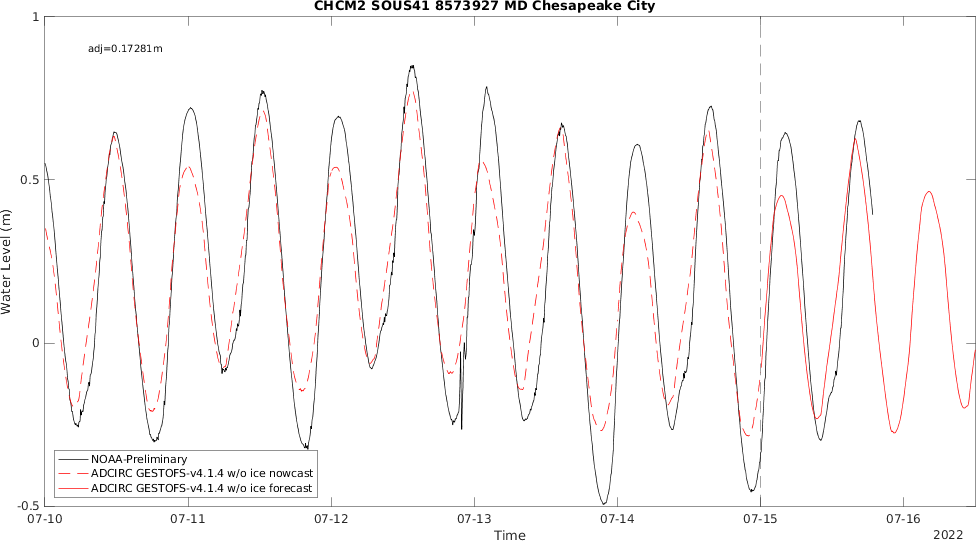 CHCM2 SOUS41 8573927 MD Chesapeake City
adj=0.17281m
1
0.5
0
-0.5
Water Level (m)
NOAA-Preliminary
ADCIRC GESTOFS-v4.1.4 w/o ice nowcast
ADCIRC GESTOFS-v4.1.4 w/o ice forecast
07-10 07-11 07-12 07-13 07-14 07-15 07-16
Time
2022